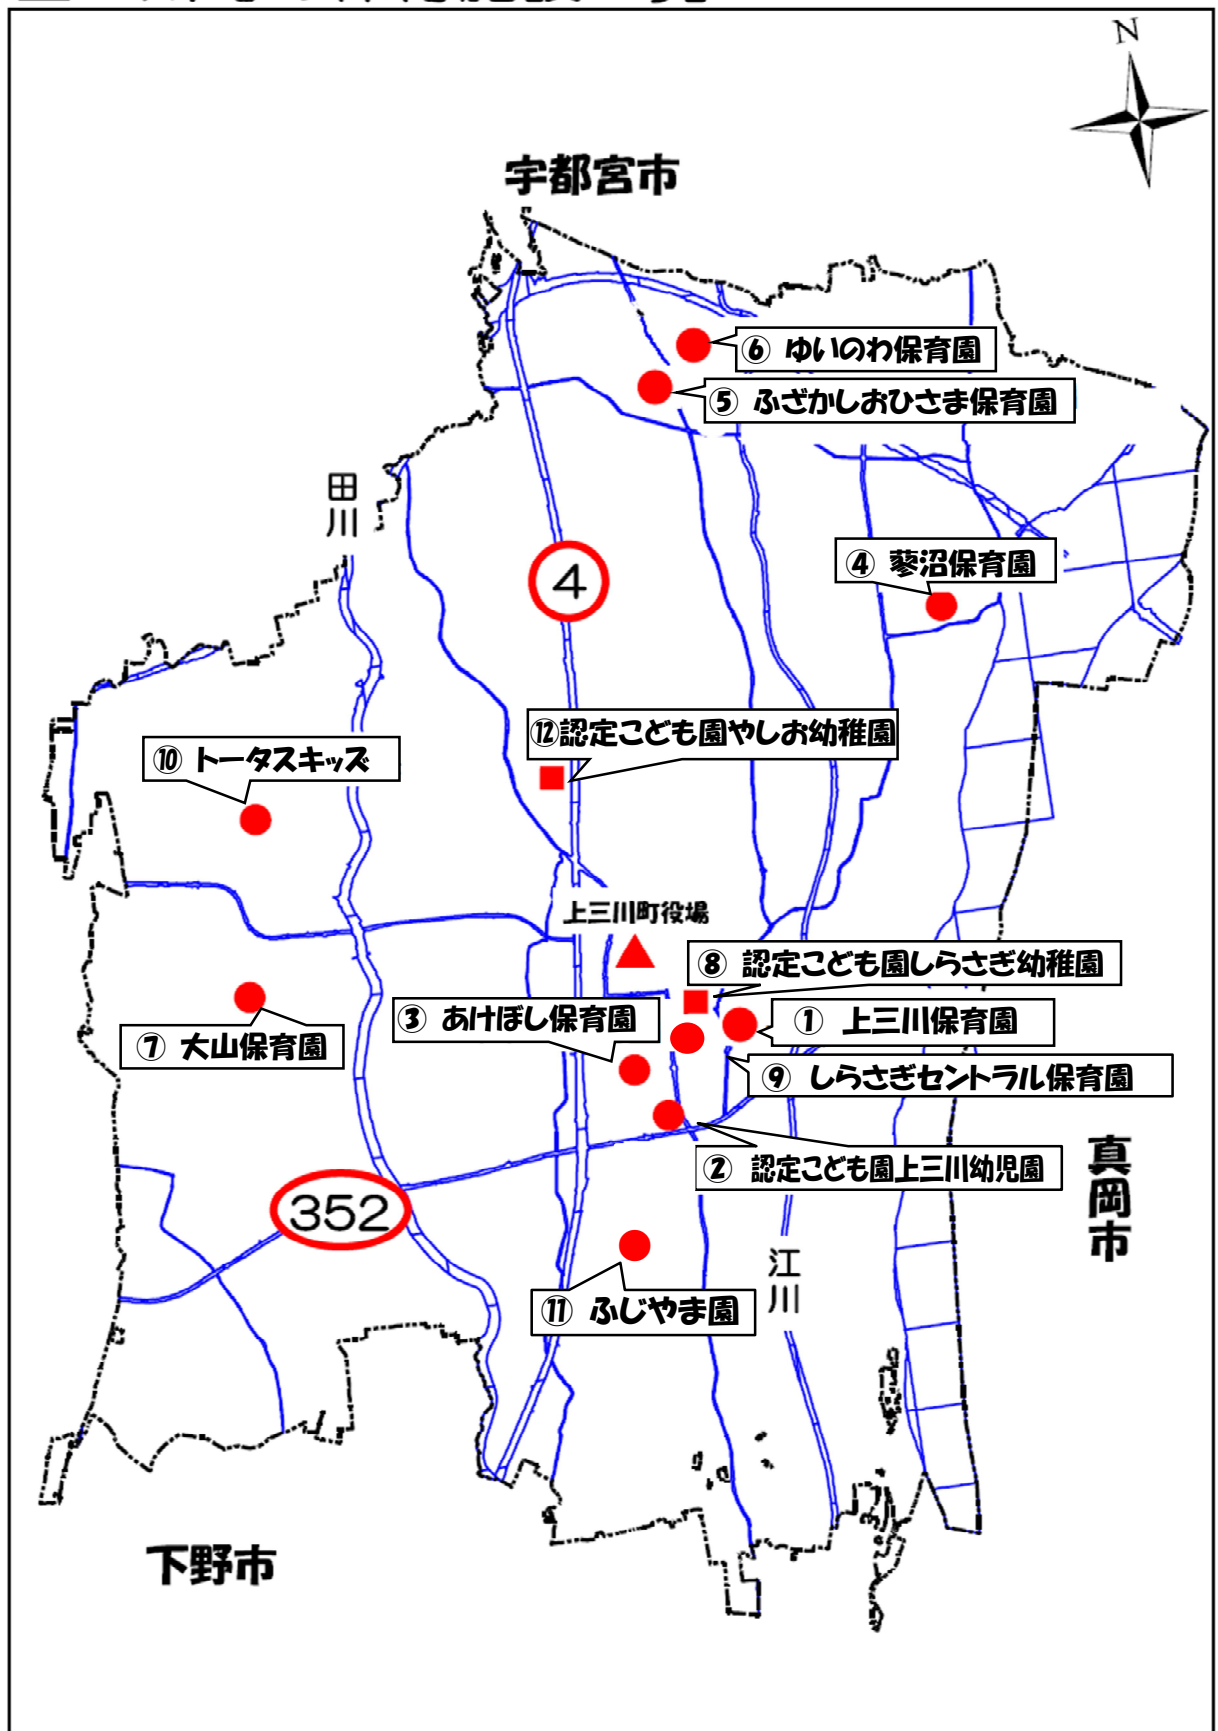 N
宇都宮市
⑥ ゆいのわ保育園
⑤ ふざかしおひさま保育園
田川
4
④ 蓼沼保育園
⑫認定こども園やしお幼稚園
⑩ トータスキッズ
上三川町役場
⑧ 認定こども園しらさぎ幼稚園
③ あけぼし保育園
① 上三川保育園
⑦ 大山保育園
⑨ しらさぎセントラル保育園
② 認定こども園上三川幼児園
真岡市
352
江川
⑪ ふじやま園
下野市